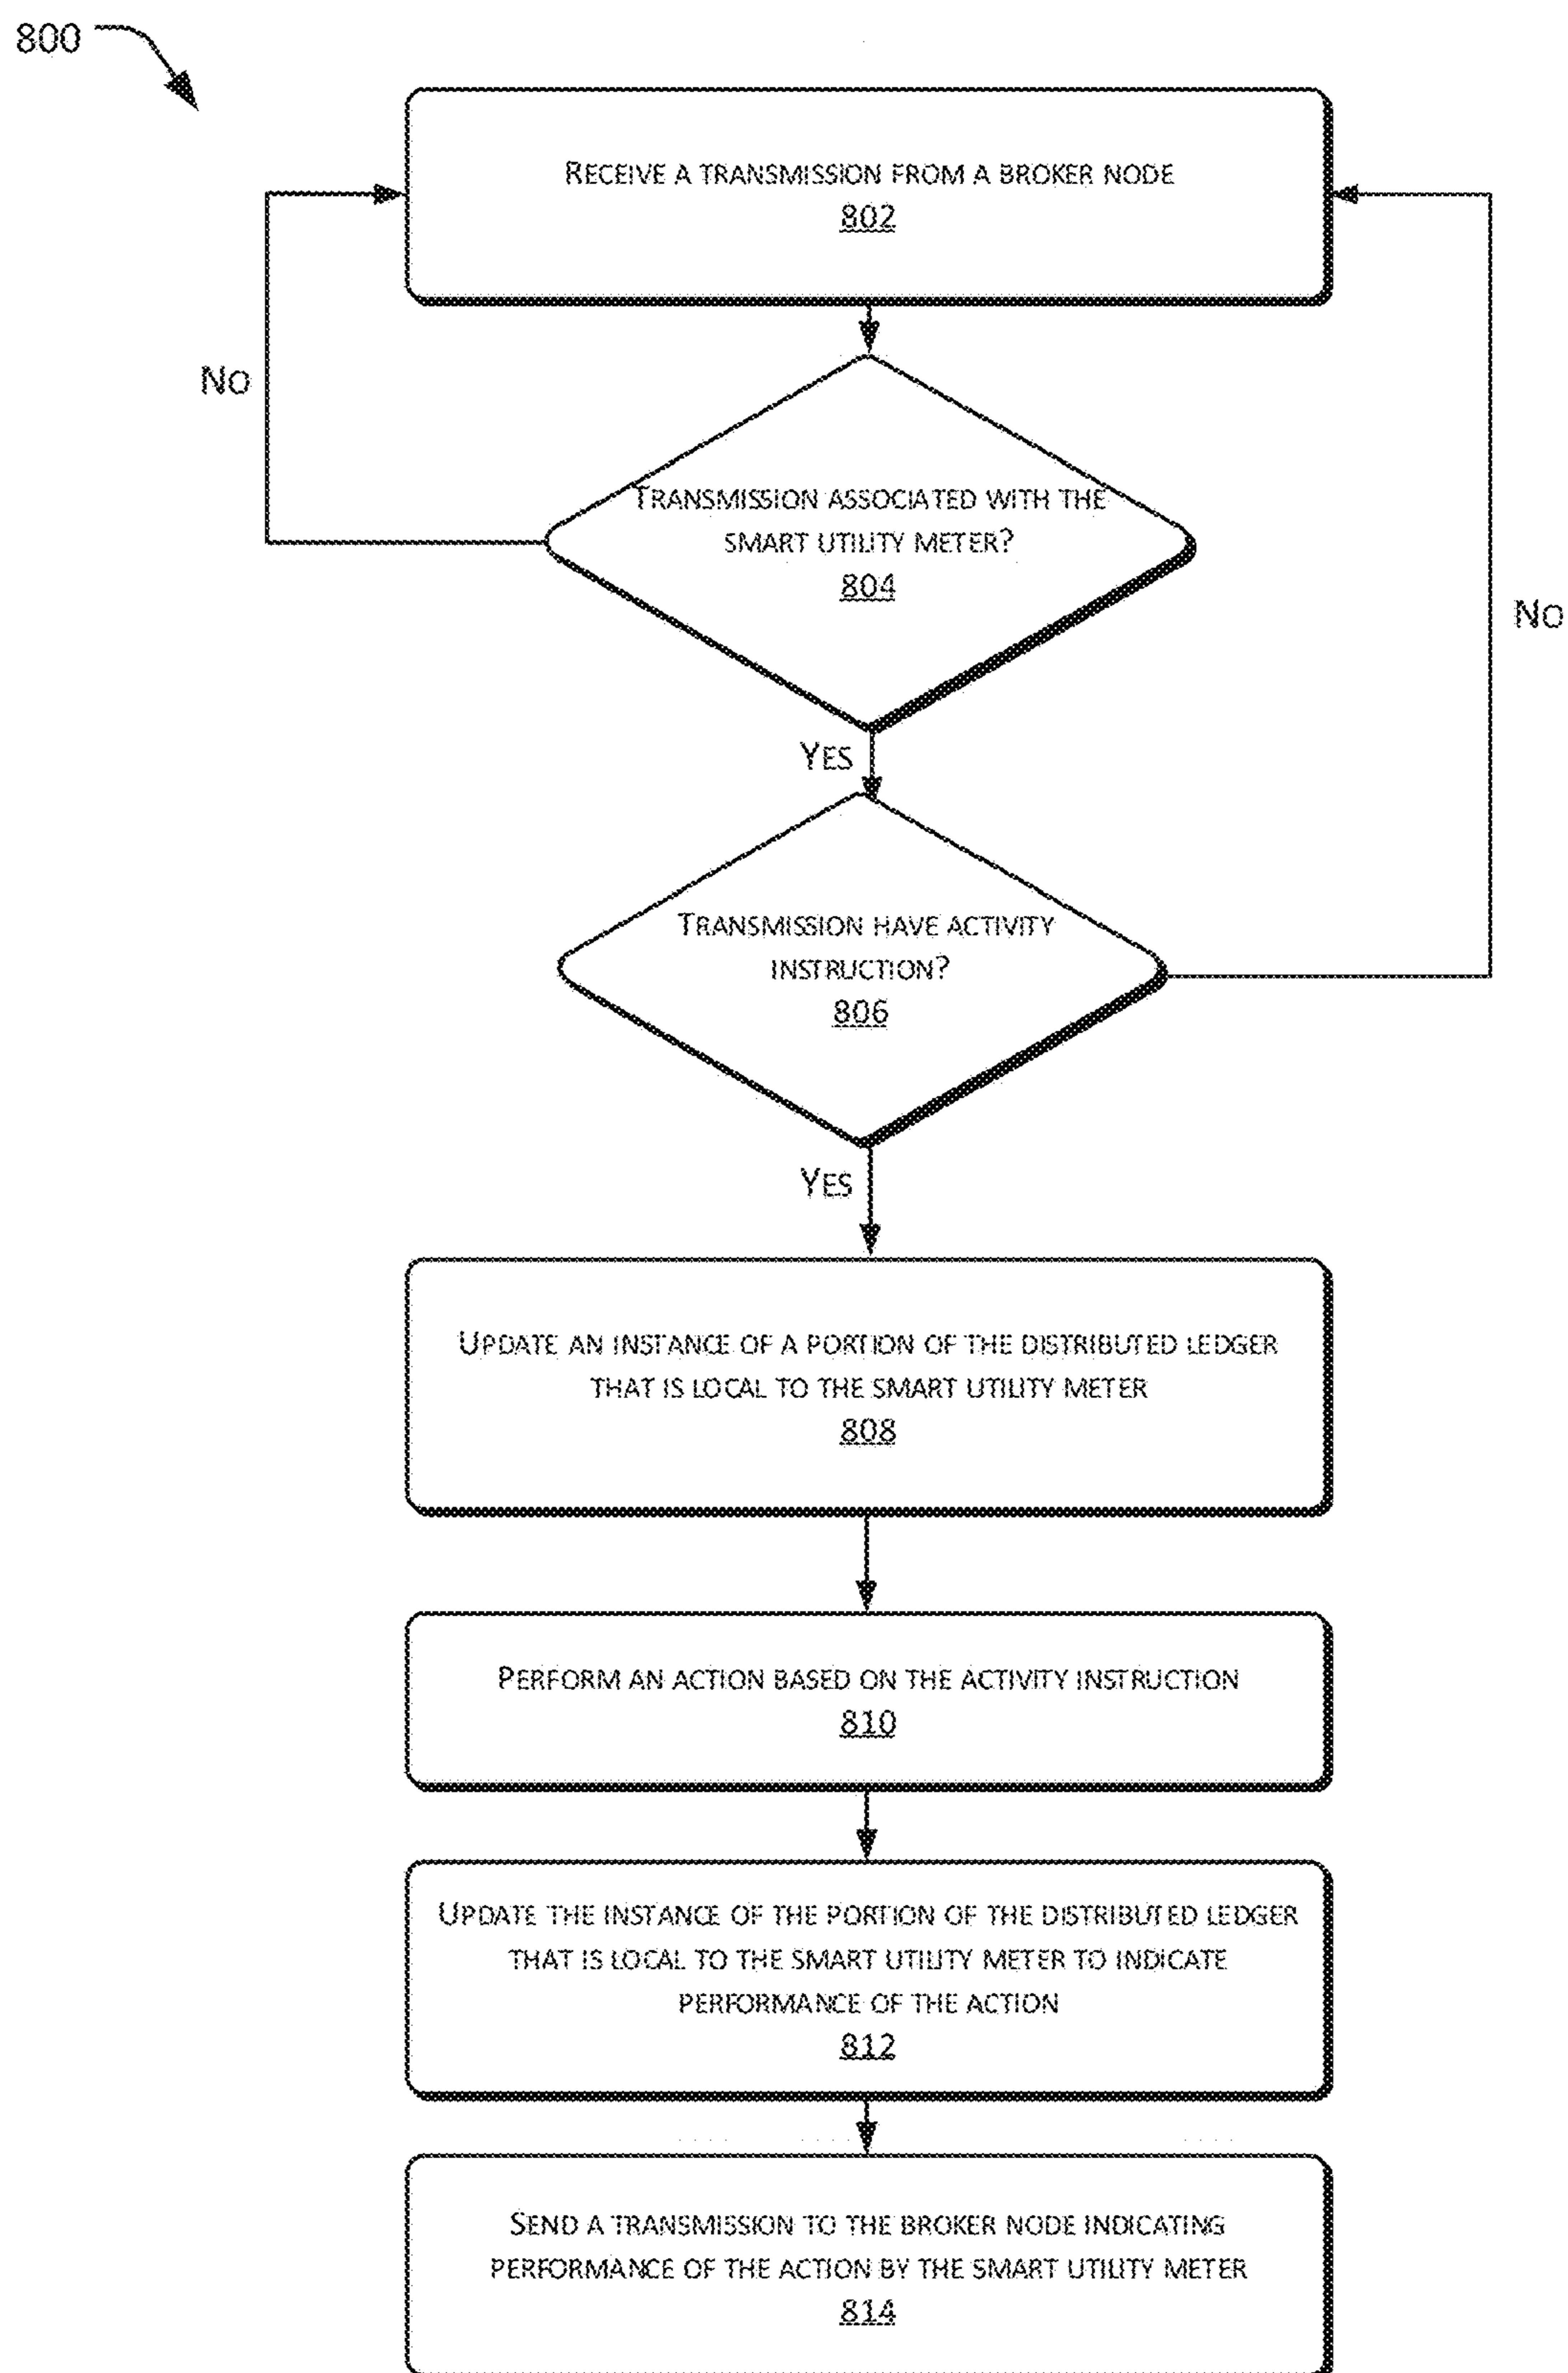 800
RECEIVE A TRANSMISSION FROM A BROKER NODE
802
NO
TRANSMISSION ASSOCIATED WITH THE
SMART UTILITY METER?
804
NO
YES
TRANSMISSION HAVE ACTIVITY
INSTRUCTION?
806
YES
UPDATE AN INSTANCE OF A PORTION OF THE DISTRIBUTED LEDGER
THAT IS LOCAL TO THE SMART UTILITY METER
808
PERFORM AN ACTION BASED ON THE ACTIVITY INSTRUCTION
810
UPDATE THE INSTANCE OF THE PORTION OF THE DISTRIBUTED LEDGER
THAT IS LOCAL TO THE SMART UTILITY METER TO INDICATE
PERFORMANCE OF THE ACTION
812
SEND A TRANSMISSION TO THE BROKER NODE INDICATING
PERFORMANCE OF THE ACTION BY THE SMART UTILITY METER
814